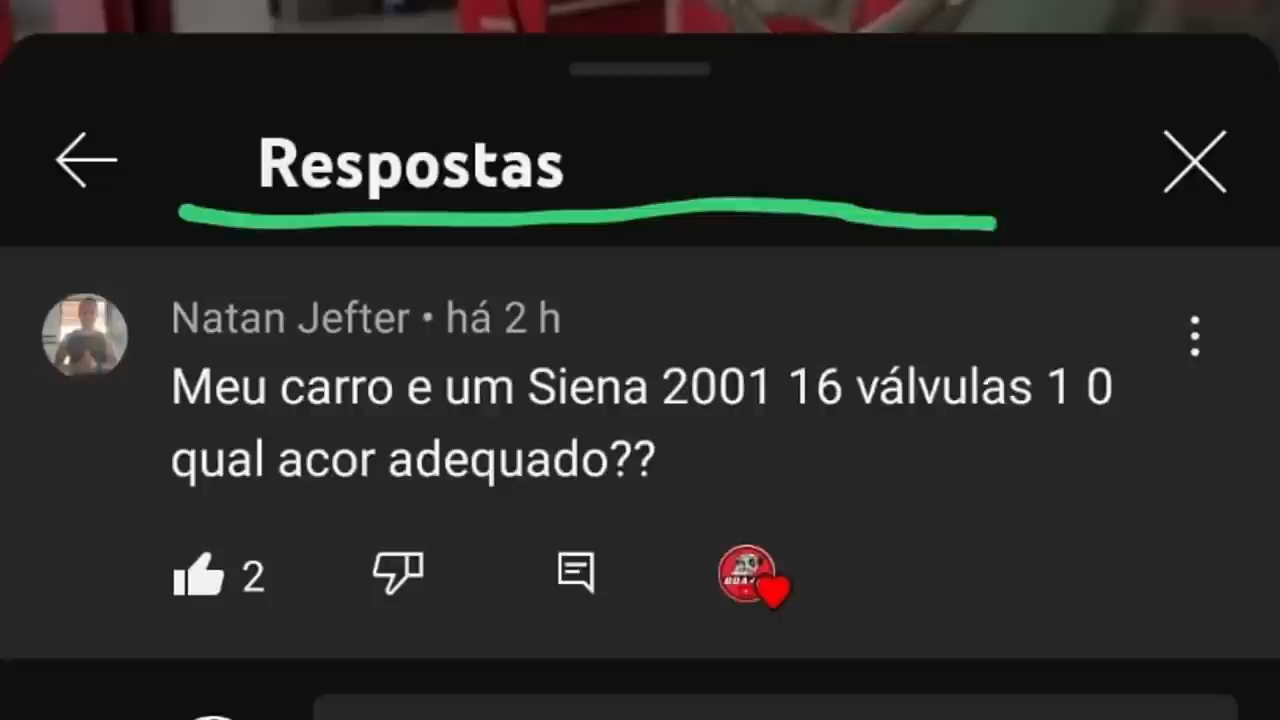 Respostas
Natan Jefter • há 2 h
Meu carro e um Siena 2001 16 válvulas 1 0
qual acor adequado??
2